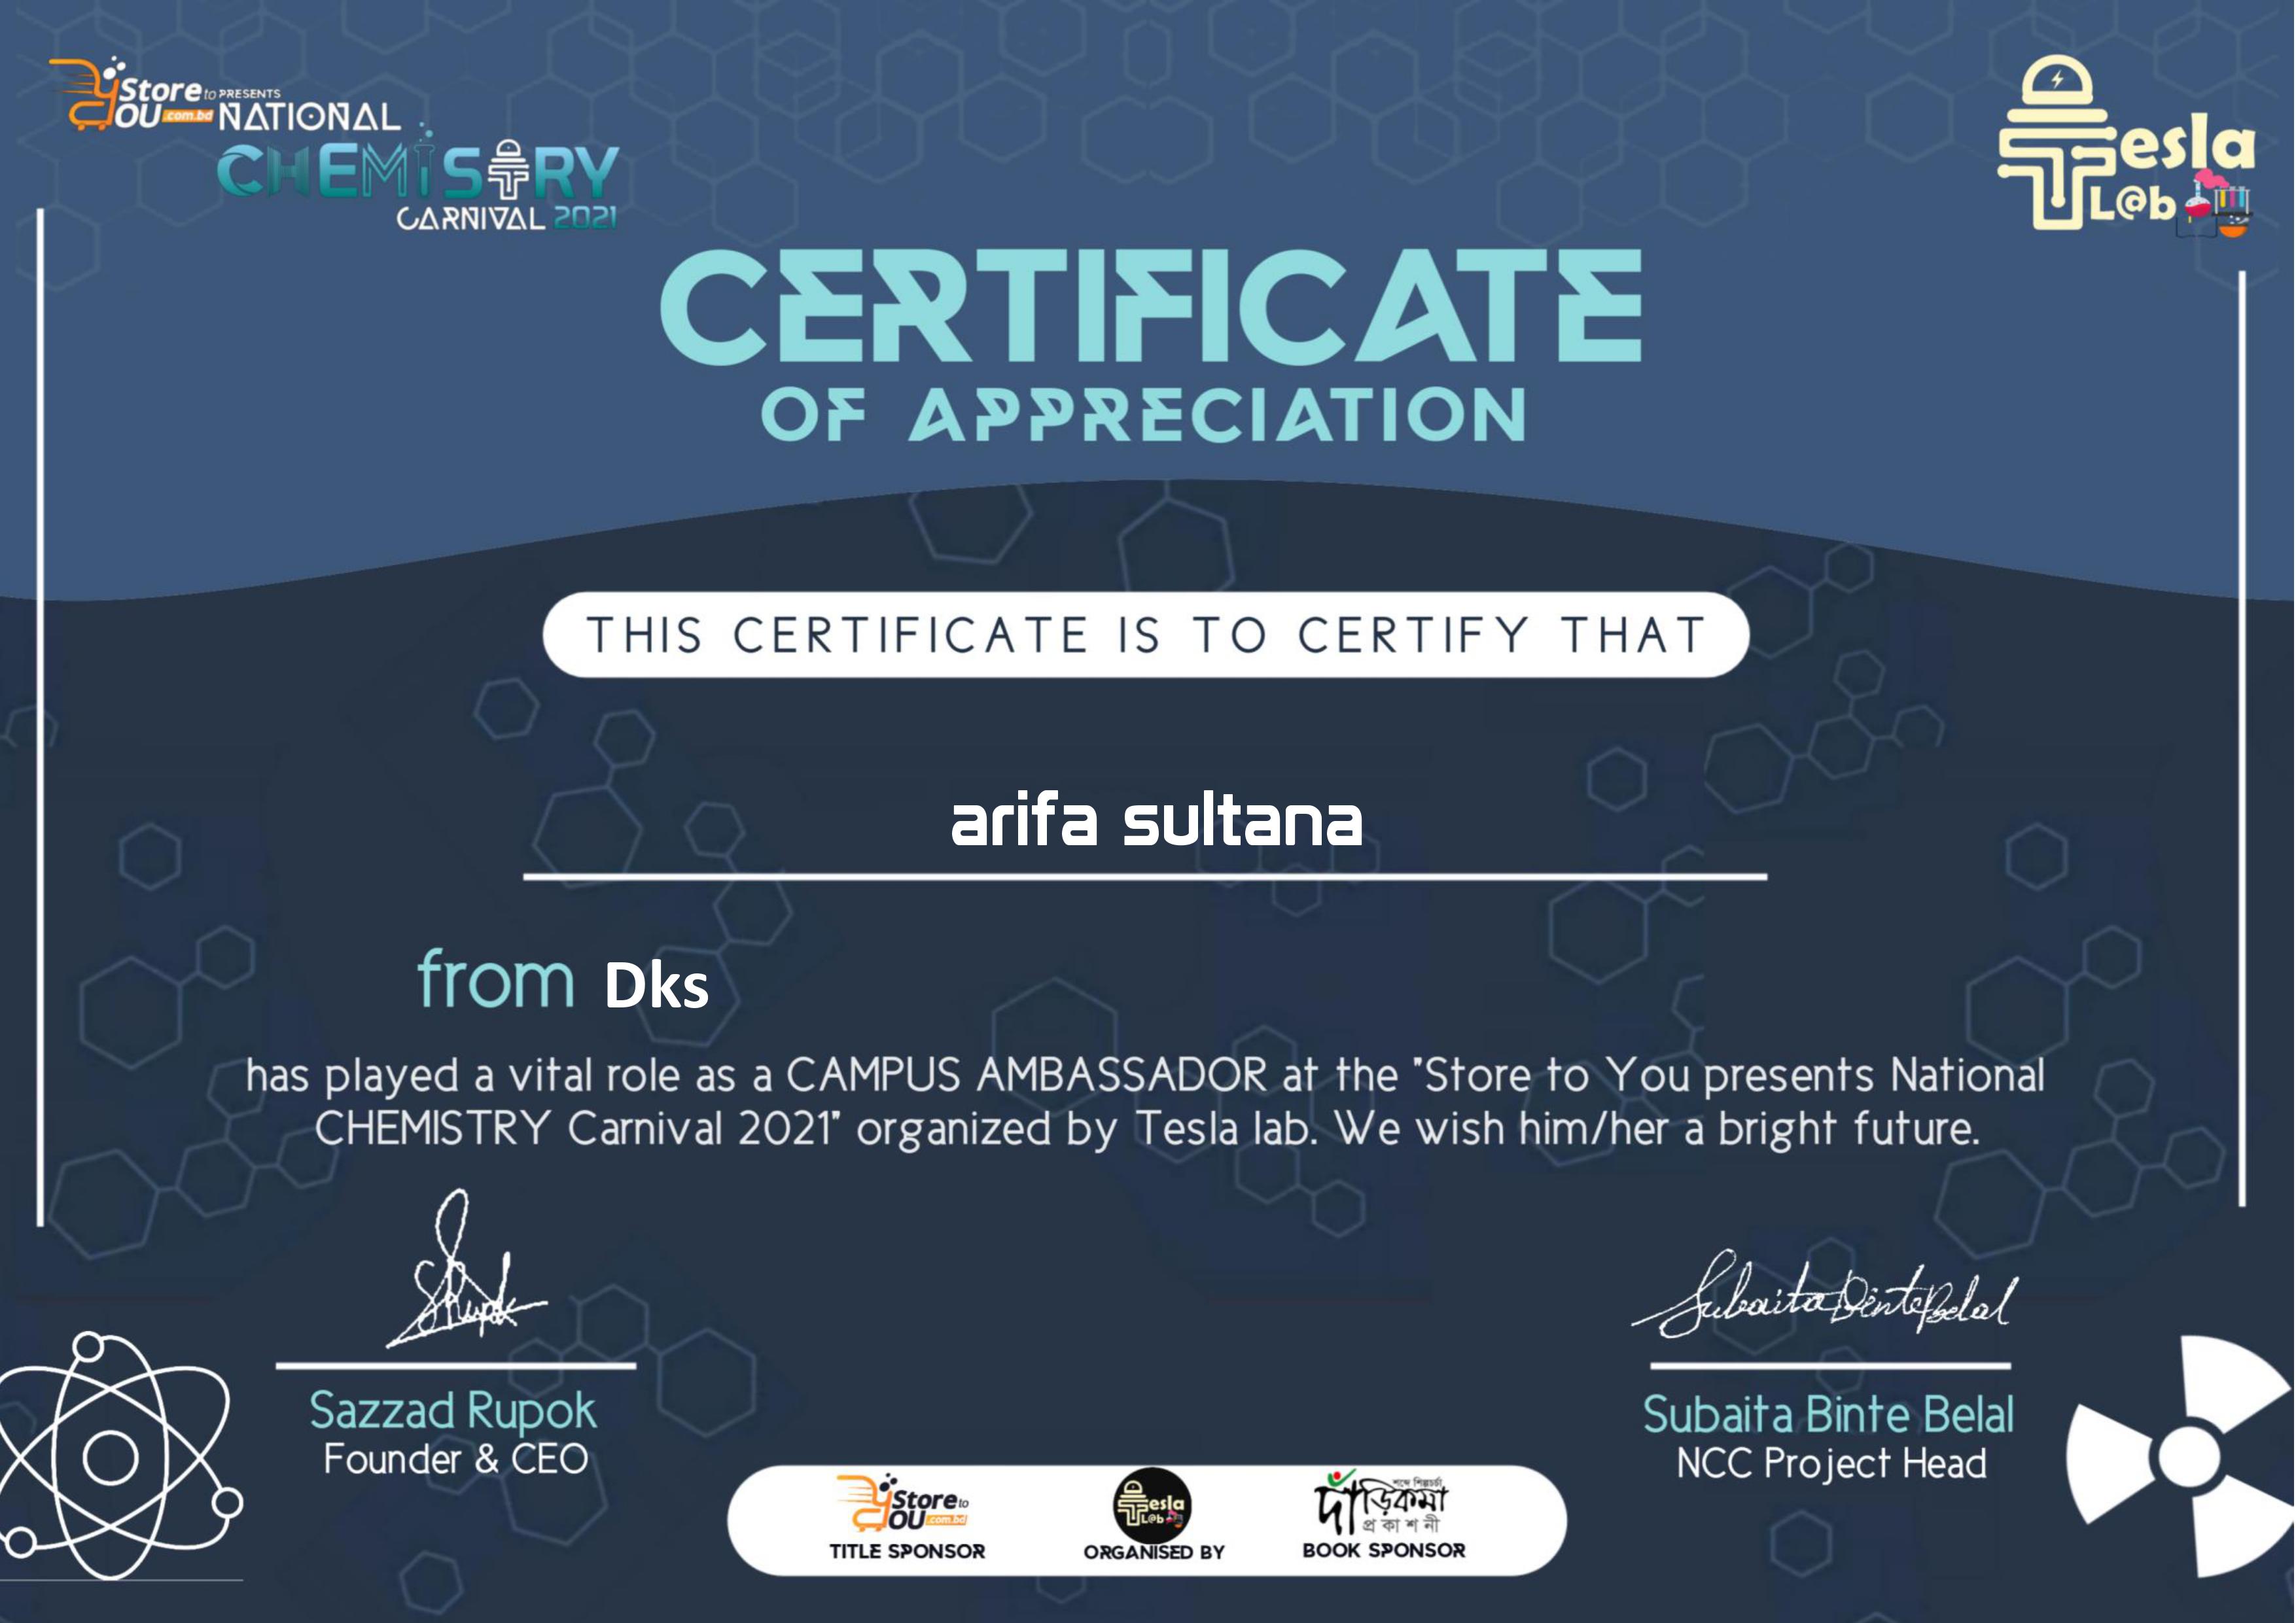 Store to PRESENTS
YOU .com.bd NATIONAL
CHEMISTRY
CARNIVAL 2021
Tesla
L@b
CERTIFICATE
OF APPRECIATION
THIS CERTIFICATE IS TO CERTIFY THAT
arifa sultana
from Dks
has played a vital role as a CAMPUS AMBASSADOR at the "Store to You presents National
CHEMISTRY Carnival 2021" organized by Tesla lab. We wish him/her a bright future.
Subaita Binte Belal
Sazzad Rupok
Founder & CEO
Subaita Binte Belal
NCC Project Head
Store to
YOU .com.bd
TITLE SPONSOR
Tesla
L@b
ORGANISED BY
শব্দে শিল্পচর্চা
দাঁড়িকমা
প্রকাশনী
BOOK SPONSOR